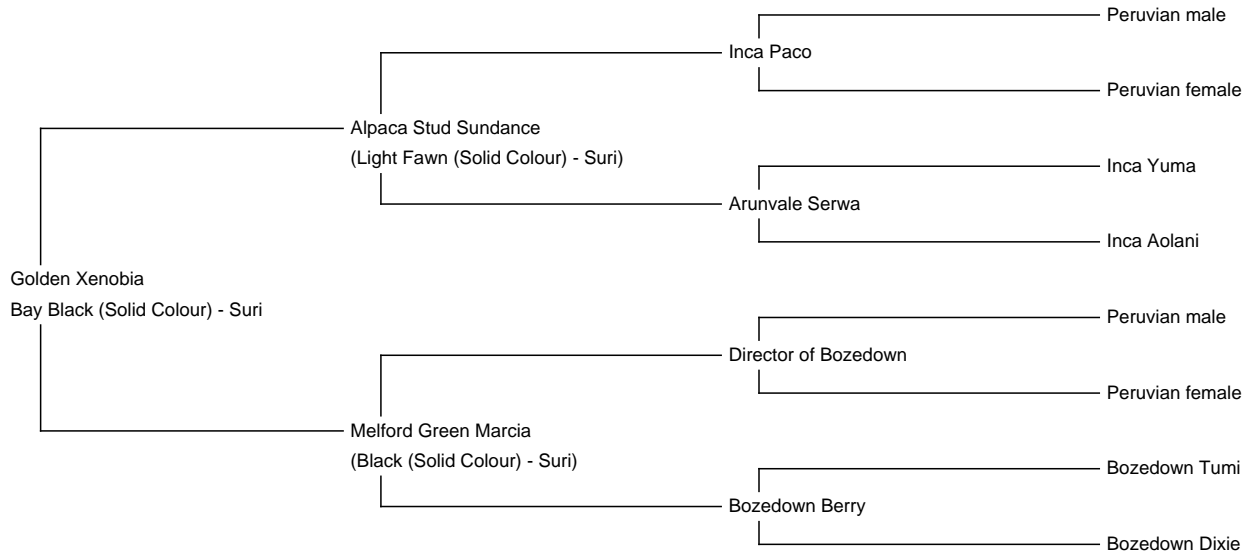 Peruvian male
Inca Paco
Peruvian female
Alpaca Stud Sundance
(Light Fawn (Solid Colour) - Suri)
Inca Yuma
Arunvale Serwa
Inca Aolani
Golden Xenobia
Bay Black (Solid Colour) - Suri
Peruvian male
Director of Bozedown
Peruvian female
Melford Green Marcia
(Black (Solid Colour) - Suri)
Bozedown Tumi
Bozedown Berry
Bozedown Dixie